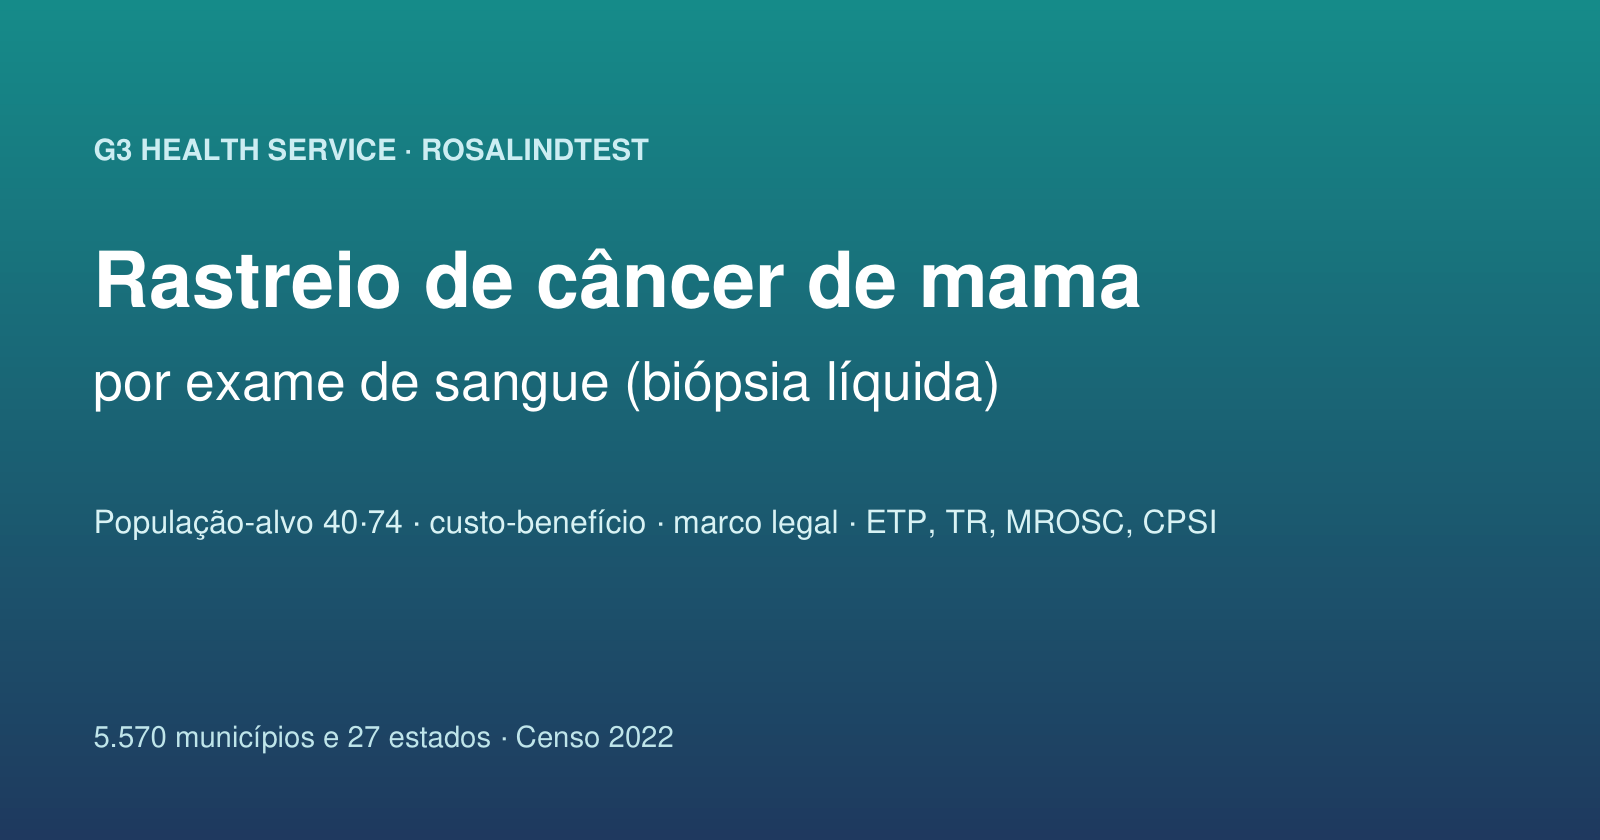 G3 HEALTH SERVICE · ROSALINDTEST
Rastreio de câncer de mama
por exame de sangue (biópsia líquida)
População-alvo 40·74 · custo-benefício · marco legal · ETP, TR, MROSC, CPSI
5.570 municípios e 27 estados · Censo 2022